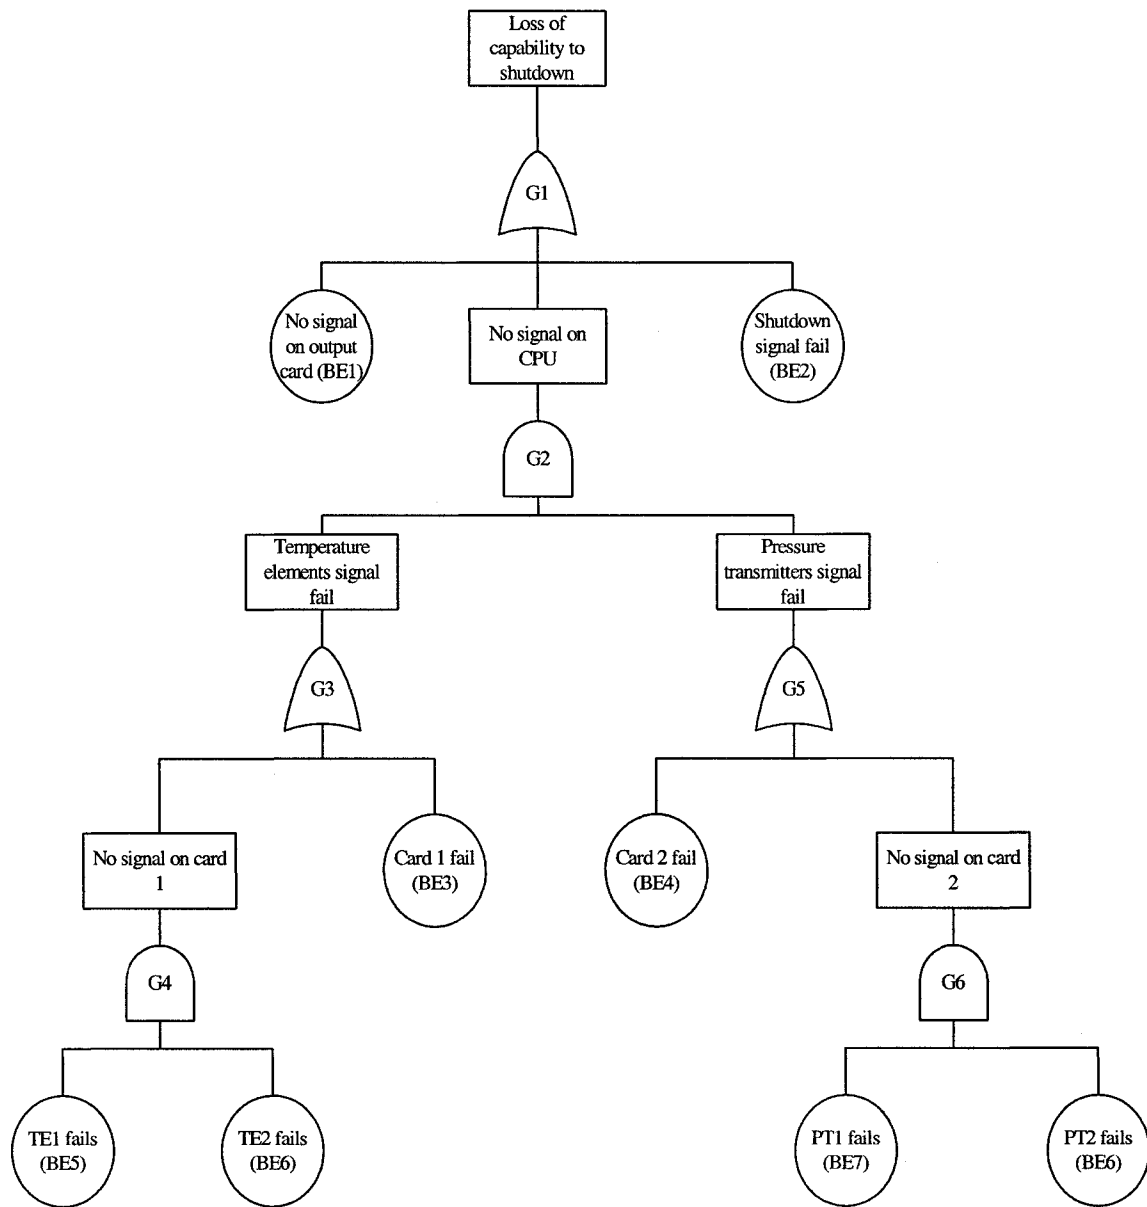 Loss of
capability to
shutdown
G1
No signal
on output
card (BE1)
No signal on
CPU
Shutdown
signal fail
(BE2)
G2
Temperature
elements signal
fail
Pressure
transmitters signal
fail
G3
G5
No signal on card
1
Card 1 fail
(BE3)
Card 2 fail
(BE4)
No signal on card
2
G4
G6
TE1 fails
(BE5)
TE2 fails
(BE6)
PT1 fails
(BE7)
PT2 fails
(BE6)